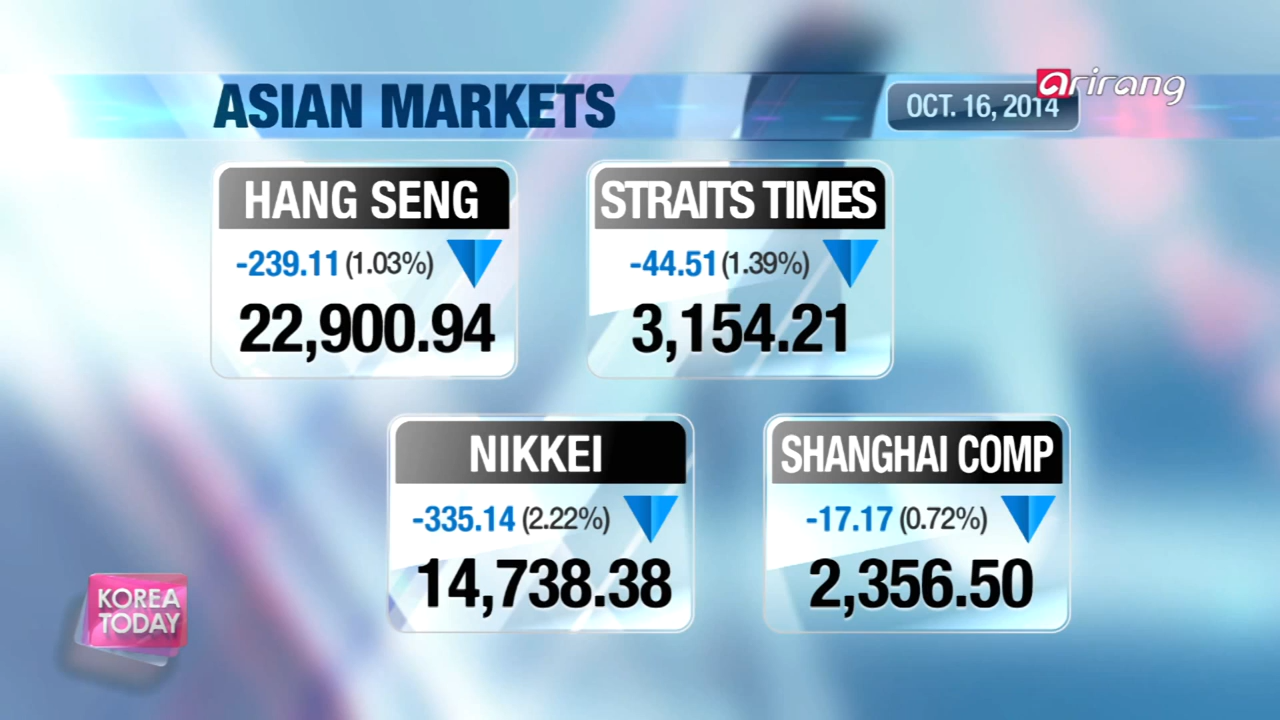 arirang
ASIAN MARKETS
OCT. 16, 2014
HANG SENG
-239.11 (1.03%)
22,900.94
STRAITS TIMES
-44.51 (1.39%)
3,154.21
NIKKEI
-335.14 (2.22%)
14,738.38
SHANGHAI COMP
-17.17 (0.72%)
2,356.50
KOREA
TODAY